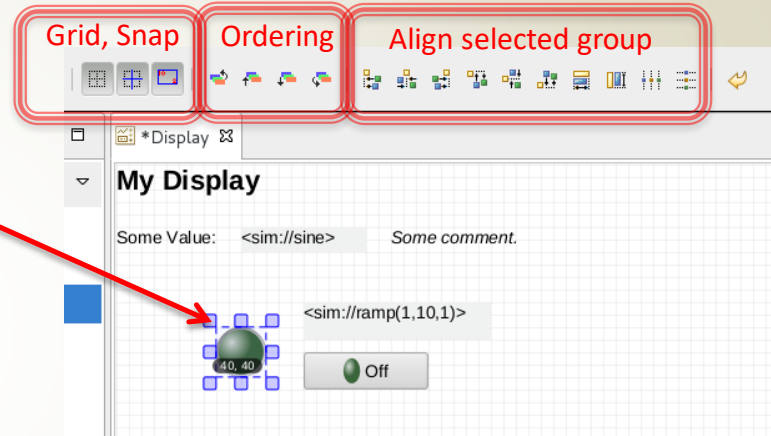 Grid, Snap
Ordering
Align selected group
*Display
My Display
Some Value: <sim://sine> Some comment.
<sim://ramp(1,10,1)>
40, 40
Off